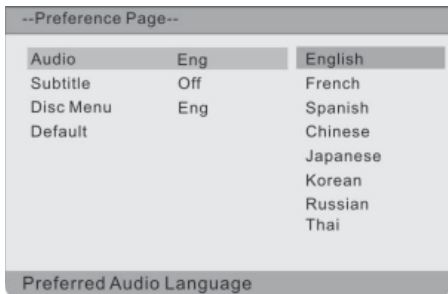 --Preference Page--
Audio Eng English
Subtitle Off French
Disc Menu Eng Spanish
Default Chinese
Japanese
Korean
Russian
Thai
Preferred Audio Language